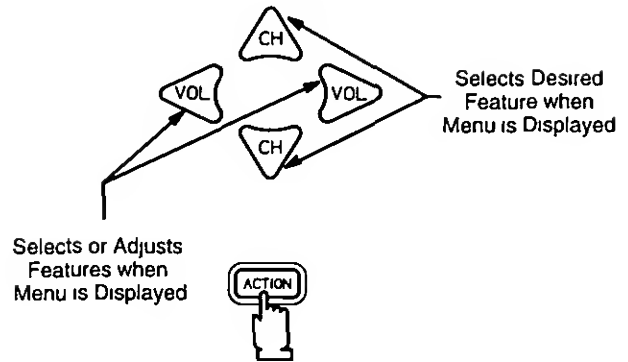 CH
VOL
VOL
CH
Selects Desired
Feature when
Menu is Displayed
Selects or Adjusts
Features when
Menu is Displayed
ACTION